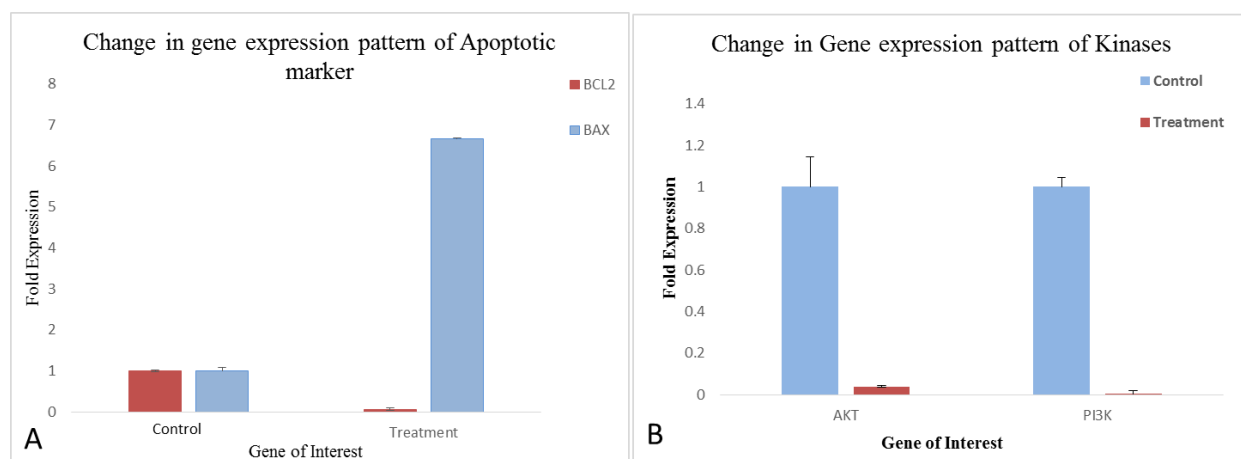 Change in gene expression pattern of Apoptotic
marker
8
7
6
5
4
3
2
1
0
Fold Expression
BCL2
BAX
Control
Treatment
Gene of Interest
A
Change in Gene expression pattern of Kinases
Control
Treatment
1.4
1.2
1
0.8
0.6
0.4
0.2
0
Fold Expression
AKT
PI3K
Gene of Interest
B